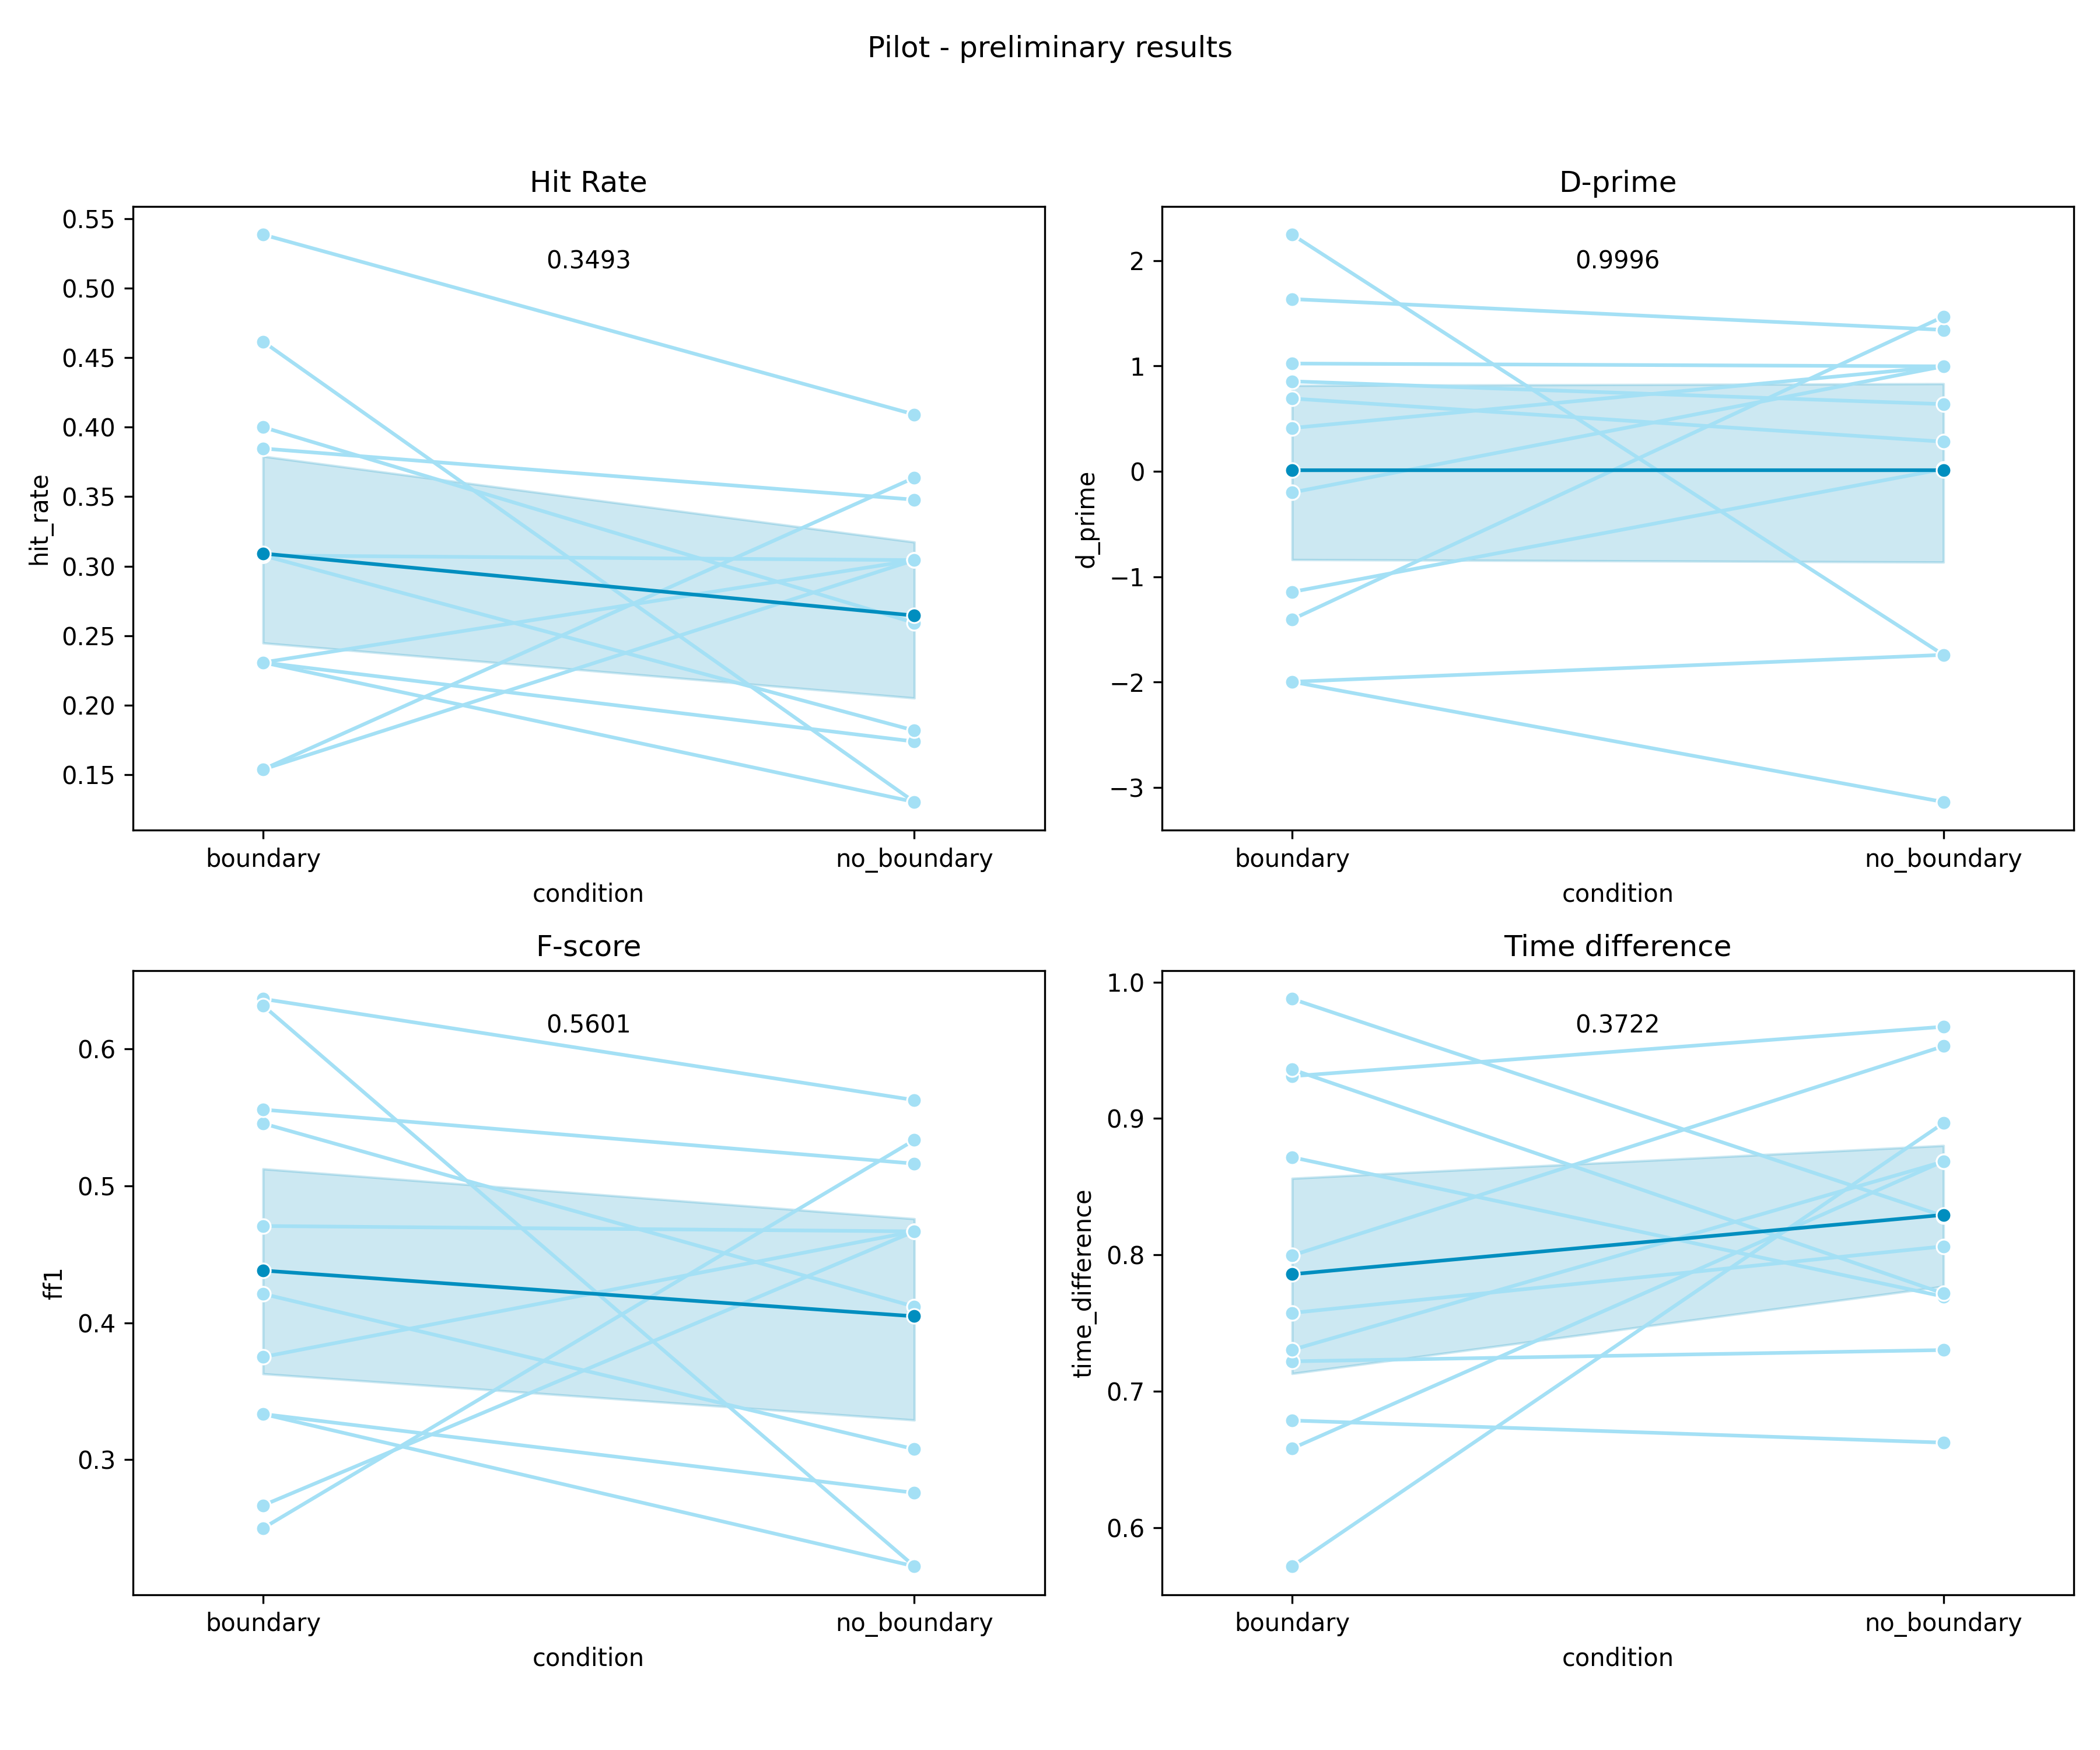 Pilot - preliminary results
Hit Rate
0.3493
hit_rate
0.55
0.50
0.45
0.40
0.35
0.30
0.25
0.20
0.15
boundary
no_boundary
condition
D-prime
0.9996
d_prime
2
1
0
−1
−2
−3
boundary
no_boundary
condition
F-score
0.5601
ff1
0.6
0.5
0.4
0.3
boundary
no_boundary
condition
Time difference
0.3722
time_difference
1.0
0.9
0.8
0.7
0.6
boundary
no_boundary
condition